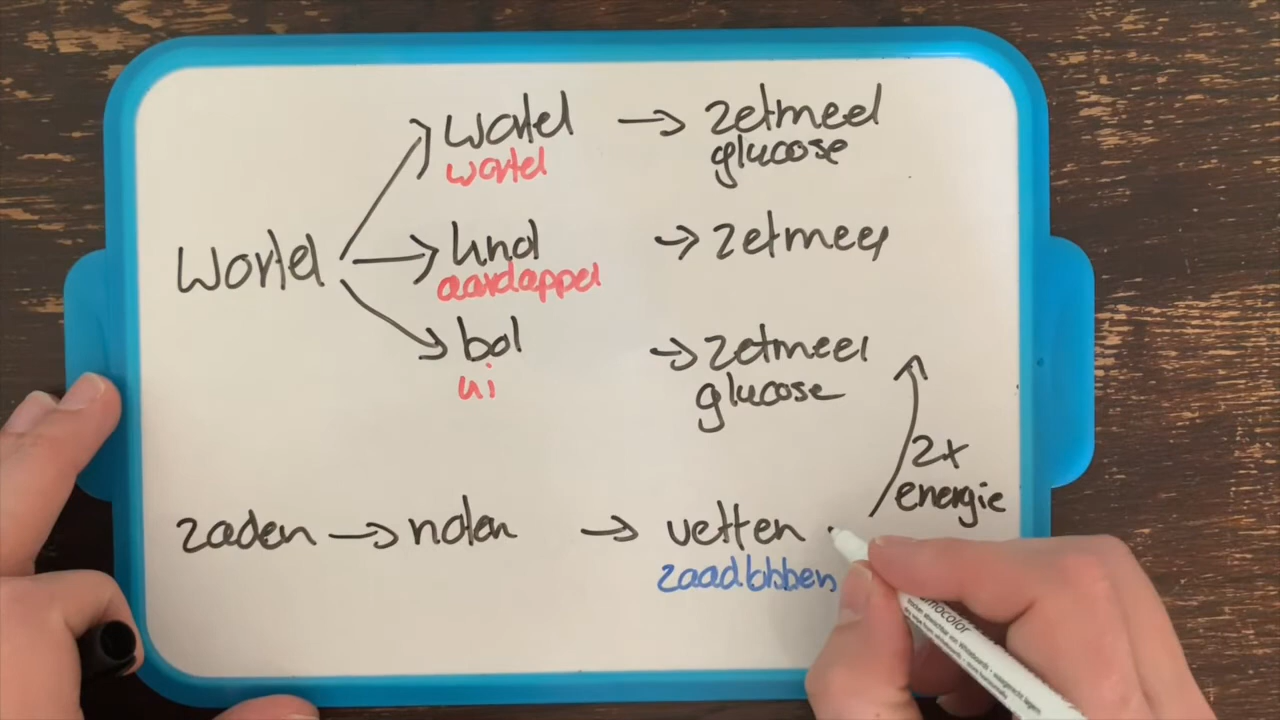 wortel → zetmeel
wortel glucose
Wortel → knol → zetmeel
aardappel
→ bol → zetmeel
ui glucose
2x
energie
zaden → noten → vetten
zaadlobben